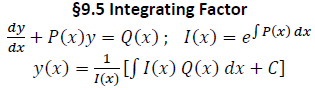 §9.5 Integrating Factor
dy/dx + P(x)y = Q(x) ; I(x) = e^∫ P(x) dx
y(x) = 1/I(x) [∫ I(x) Q(x) dx + C]